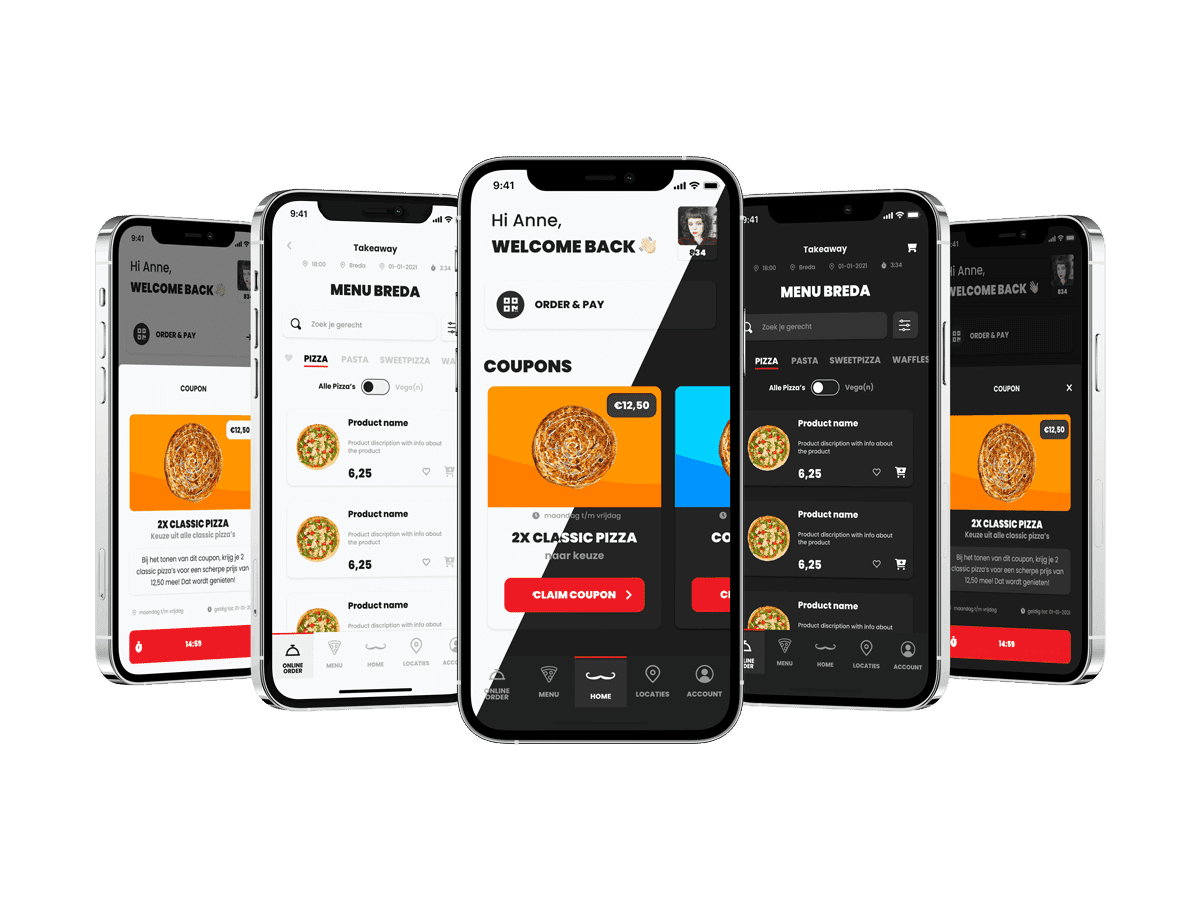 9:41
Hi Anne,
WELCOME BACK👋🏻
834
ORDER & PAY
COUPON
€12,50
2X CLASSIC PIZZA
Keuze uit alle classic pizza's
Bij het tonen van dit coupon, krijg je 2
classic pizza's voor een scherpe prijs van
12,50 mee! Dat wordt genieten!
maandag t/m vrijdag
geldig tot: 01-01-
14:59
9:41
Takeaway
18:00 Breda 01-01-2021 3:34
MENU BREDA
Zoek je gerecht
PIZZA PASTA SWEETPIZZA WA
Alle Pizza's Vega(n)
Product name
Product discription with info about
the product
6,25
Product name
Product discription with info about
the product
6,25
Product name
Product discription with info about
ONLINE
ORDER
MENU HOME LOCATIES ACCO
9:41
Hi Anne,
WELCOME BACK👋🏻
834
ORDER & PAY
COUPONS
€12,50
maandag t/m vrijdag
2X CLASSIC PIZZA
naar keuze
CLAIM COUPON
CO
CL
ONLINE
ORDER
MENU HOME LOCATIES ACCOUNT
9:41
Takeaway
18:00 Breda 01-01-2021 3:34
MENU BREDA
Zoek je gerecht
PIZZA PASTA SWEETPIZZA WAFFLES
Alle Pizza's Vega(n)
Product name
Product discription with info about
the product
6,25
Product name
Product discription with info about
the product
6,25
Product name
Product discription with info about
the product
LINE
ER
MENU HOME LOCATIES ACCOUNT
:41
Hi Anne,
WELCOME BACK👋🏽
834
ORDER & PAY
COUPON X
€12,50
2X CLASSIC PIZZA
Keuze uit alle classic pizza's
Bij het tonen van dit coupon, krijg je 2
classic pizza's voor een scherpe prijs van
12,50 mee! Dat wordt genieten!
maandag t/m vrijdag
geldig tot: 01-01-2021
14:59